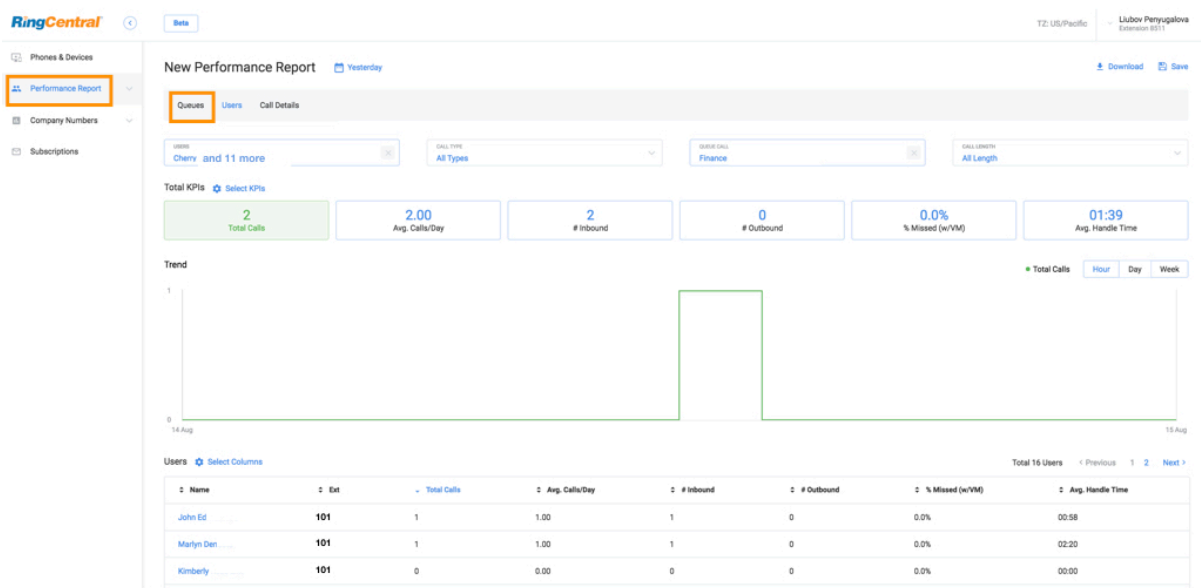 RingCentral
Beta
TZ: US/Pacific
Liubov Penyugalova
Extension 8511
Phones & Devices
Performance Report
Company Numbers
Subscriptions
New Performance Report
Yesterday
Download
Save
Queues Users Call Details
USERS
Cherry and 11 more
CALL TYPE
All Types
QUEUE CALL
Finance
CALL LENGTH
All Length
Total KPIs Select KPIs
2
Total Calls
2.00
Avg. Calls/Day
2
# Inbound
0
# Outbound
0.0%
% Missed (w/VM)
01:39
Avg. Handle Time
Trend
Total Calls Hour Day Week
1
0
14 Aug
15 Aug
Users Select Columns
Total 16 Users < Previous 1 2 Next >
Name Ext Total Calls Avg. Calls/Day # Inbound # Outbound % Missed (w/VM) Avg. Handle Time
John Ed 101 1 1.00 1 0 0.0% 00:58
Marlyn Den 101 1 1.00 1 0 0.0% 02:20
Kimberly 101 0 0.00 0 0 0.0% 00:00